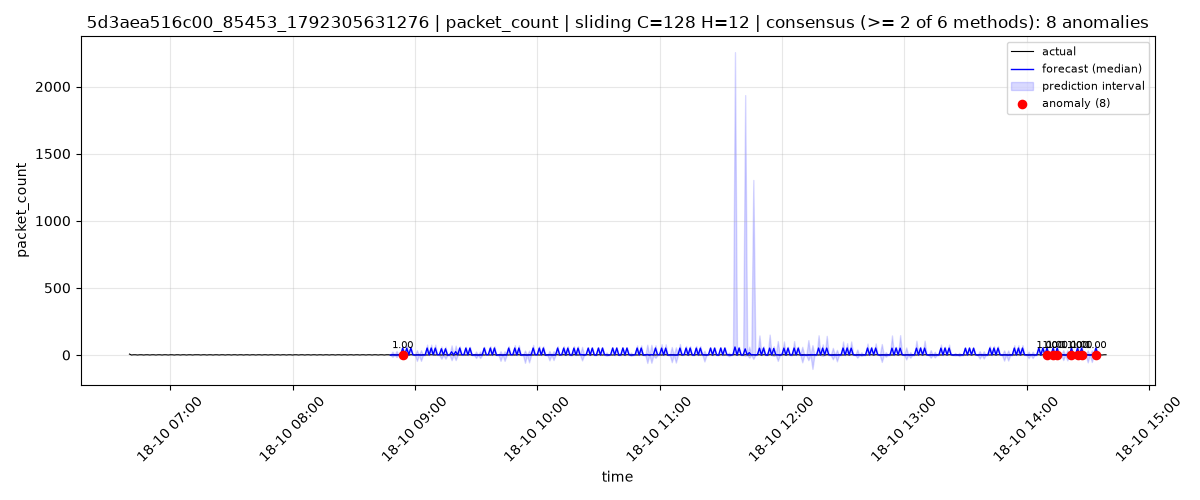 5d3aea516c00_85453_1792305631276 | packet_count | sliding C=128 H=12 | consensus (>= 2 of 6 methods): 8 anomalies
actual
forecast (median)
prediction interval
anomaly (8)
packet_count
2000
1500
1000
500
0
1.00
18-10 07:00
18-10 08:00
18-10 09:00
18-10 10:00
18-10 11:00
18-10 12:00
18-10 13:00
18-10 14:00
18-10 15:00
time